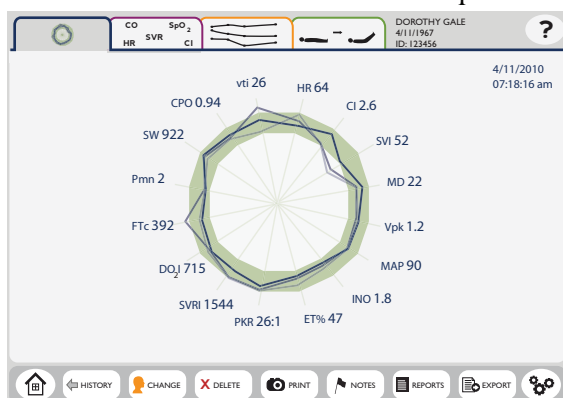 CO SpO2
SVR
HR CI
DOROTHY GALE
4/11/1967
ID: 123456
?
4/11/2010
07:18:16 am
vti 26
HR 64
CPO 0.94
CI 2.6
SW 922
SVI 52
Pmn 2
MD 22
FTc 392
Vpk 1.2
DO2I 715
MAP 90
SVRI 1544
INO 1.8
PKR 26:1
ET% 47
HISTORY
CHANGE
X DELETE
PRINT
NOTES
REPORTS
EXPORT